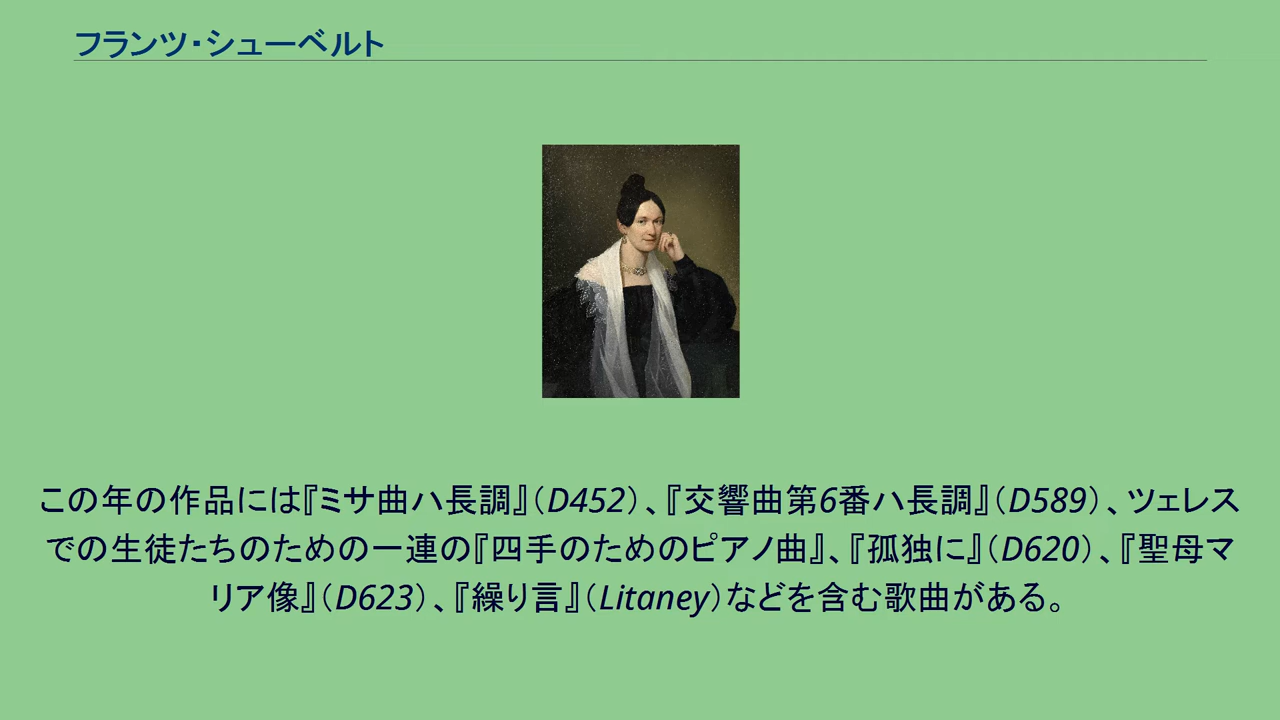 フランツ・シューベルト
この年の作品には『ミサ曲ハ長調』（D452）、『交響曲第6番ハ長調』（D589）、ツェレス
での生徒たちのための一連の『四手のためのピアノ曲』、『孤独に』（D620）、『聖母マ
リア像』（D623）、『繰り言』（Litaney）などを含む歌曲がある。